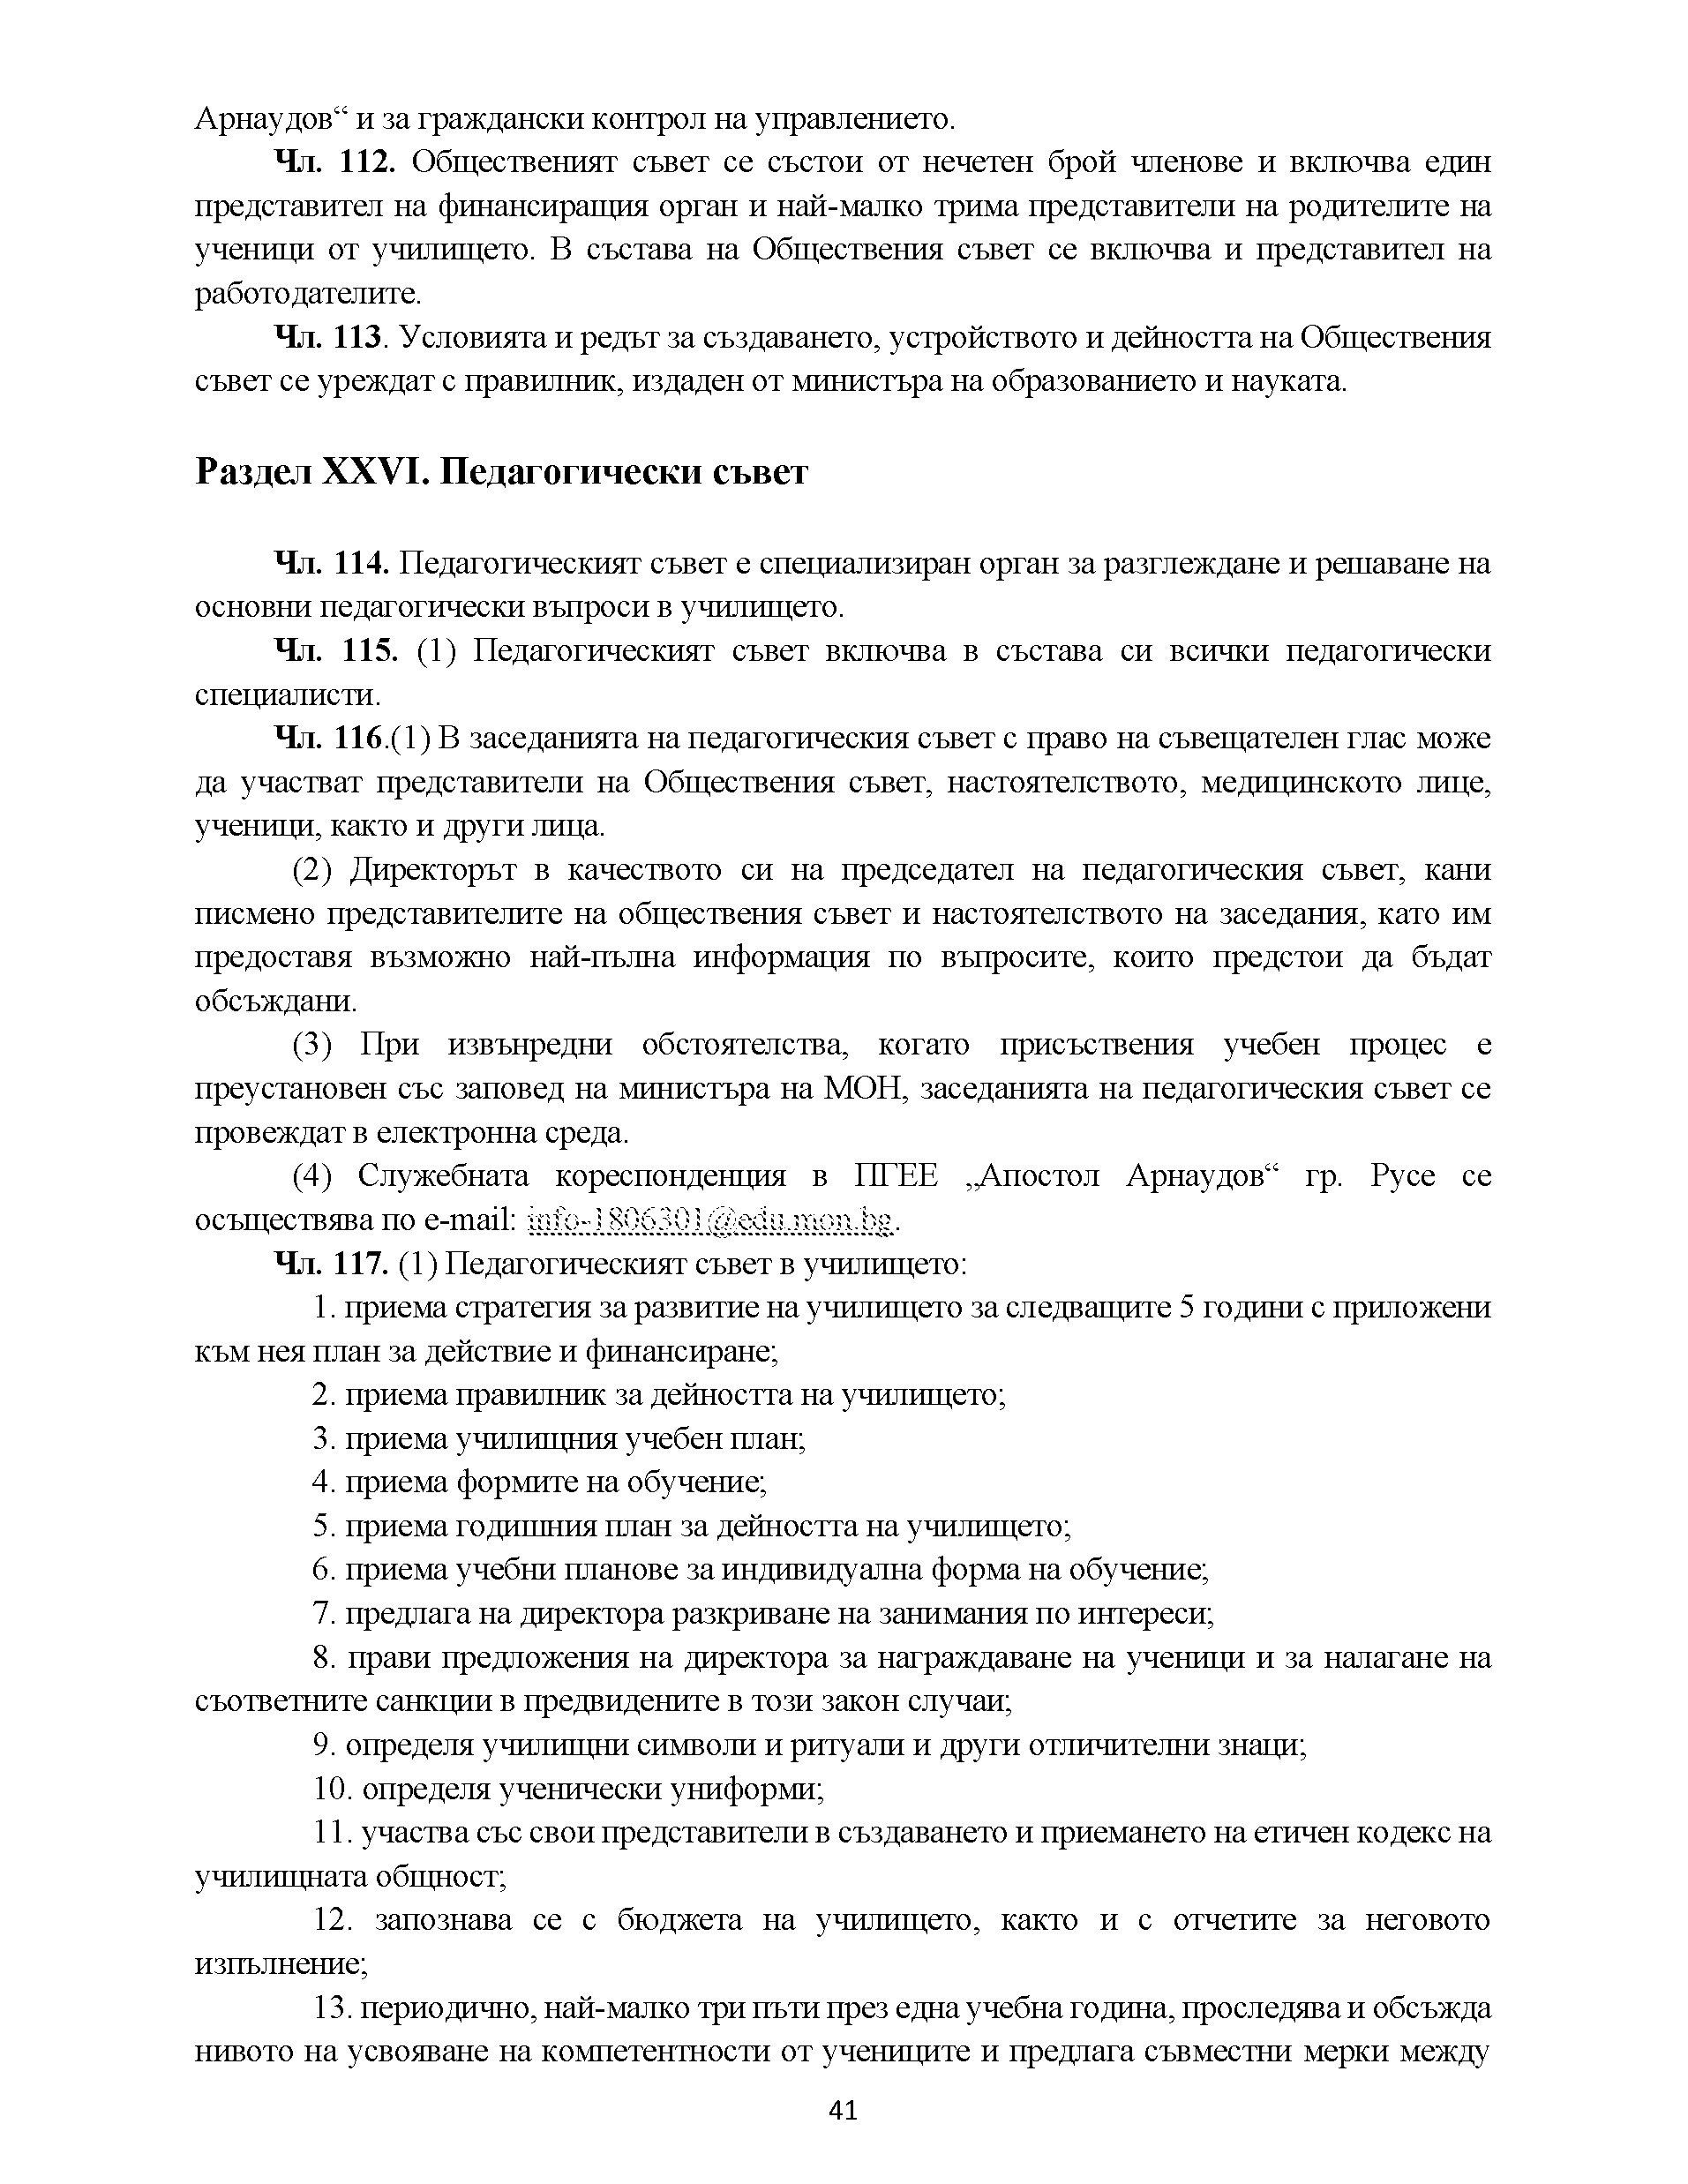 Арнаудов“ и за граждански контрол на управлението.
Чл. 112. Общественият съвет се състои от нечетен брой членове и включва един
представител на финансиращия орган и най-малко трима представители на родителите на
ученици от училището. В състава на Обществения съвет се включва и представител на
работодателите.
Чл. 113. Условията и редът за създаването, устройството и дейността на Обществения
съвет се уреждат с правилник, издаден от министъра на образованието и науката.
Раздел XXVI. Педагогически съвет
Чл. 114. Педагогическият съвет е специализиран орган за разглеждане и решаване на
основни педагогически въпроси в училището.
Чл. 115. (1) Педагогическият съвет включва в състава си всички педагогически
специалисти.
Чл. 116.(1) В заседанията на педагогическия съвет с право на съвещателен глас може
да участват представители на Обществения съвет, настоятелството, медицинското лице,
ученици, както и други лица.
(2) Директорът в качеството си на председател на педагогическия съвет, кани
писмено представителите на обществения съвет и настоятелството на заседания, като им
предоставя възможно най-пълна информация по въпросите, които предстои да бъдат
обсъждани.
(3) При извънредни обстоятелства, когато присъствения учебен процес е
преустановен със заповед на министъра на МОН, заседанията на педагогическия съвет се
провеждат в електронна среда.
(4) Служебната кореспонденция в ПГЕЕ „Апостол Арнаудов“ гр. Русе се
осъществява по e-mail: info-1806301@edu.mon.bg.
Чл. 117. (1) Педагогическият съвет в училището:
1. приема стратегия за развитие на училището за следващите 5 години с приложени
към нея план за действие и финансиране;
2. приема правилник за дейността на училището;
3. приема училищния учебен план;
4. приема формите на обучение;
5. приема годишния план за дейността на училището;
6. приема учебни планове за индивидуална форма на обучение;
7. предлага на директора разкриване на занимания по интереси;
8. прави предложения на директора за награждаване на ученици и за налагане на
съответните санкции в предвидените в този закон случаи;
9. определя училищни символи и ритуали и други отличителни знаци;
10. определя ученически униформи;
11. участва със свои представители в създаването и приемането на етичен кодекс на
училищната общност;
12. запознава се с бюджета на училището, както и с отчетите за неговото
изпълнение;
13. периодично, най-малко три пъти през една учебна година, проследява и обсъжда
нивото на усвояване на компетентности от учениците и предлага съвместни мерки между
41